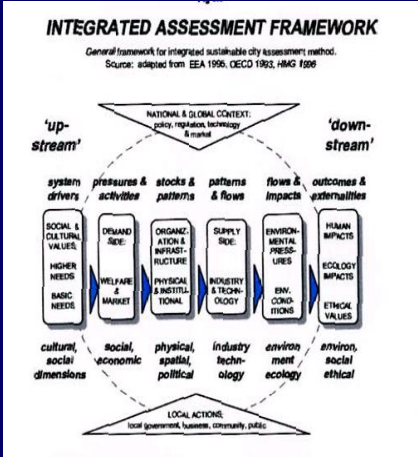 INTEGRATED ASSESSMENT FRAMEWORK
General framework for integrated sustainable city assessment method.
Source: adapted from EEA 1995, OECD 1993, HMG 1996
NATIONAL & GLOBAL CONTEXT:
policy, regulation, technology
& market
'up-
stream'
'down-
stream'
system
drivers
pressures &
activities
stocks &
patterns
patterns
& flows
flows &
impacts
outcomes &
externalities
SOCIAL &
CULTURAL
VALUES,
HIGHER
NEEDS
BASIC
NEEDS
DEMAND
SIDE:
WELFARE
&
MARKET
ORGANIZ-
ATION &
INFRAST-
RUCTURE
PHYSICAL
& INSTITU-
TIONAL
SUPPLY
SIDE:
INDUSTRY
& TECHN-
OLOGY
ENVIRON-
MENTAL
PRESS-
URES
ENV.
COND-
ITIONS
HUMAN
IMPACTS
ECOLOGY
IMPACTS
ETHICAL
VALUES
cultural,
social
dimensions
social,
economic
physical,
spatial,
political
industry
techn-
ology
environ
ment
ecology
environ,
social
ethical
LOCAL ACTIONS:
local government, business, community, public